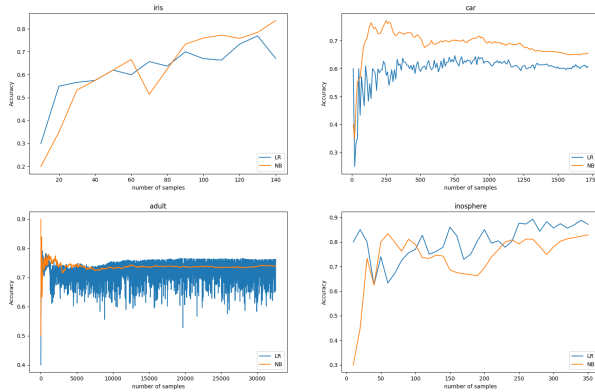 iris
Accuracy
0.8
0.7
0.6
0.5
0.4
0.3
0.2
20 40 60 80 100 120 140
number of samples
LR
NB
car
Accuracy
0.7
0.6
0.5
0.4
0.3
0 250 500 750 1000 1250 1500 1750
number of samples
LR
NB
adult
Accuracy
0.9
0.8
0.7
0.6
0.5
0.4
0 5000 10000 15000 20000 25000 30000
number of samples
LR
NB
inosphere
Accuracy
0.9
0.8
0.7
0.6
0.5
0.4
0.3
0 50 100 150 200 250 300 350
number of samples
LR
NB